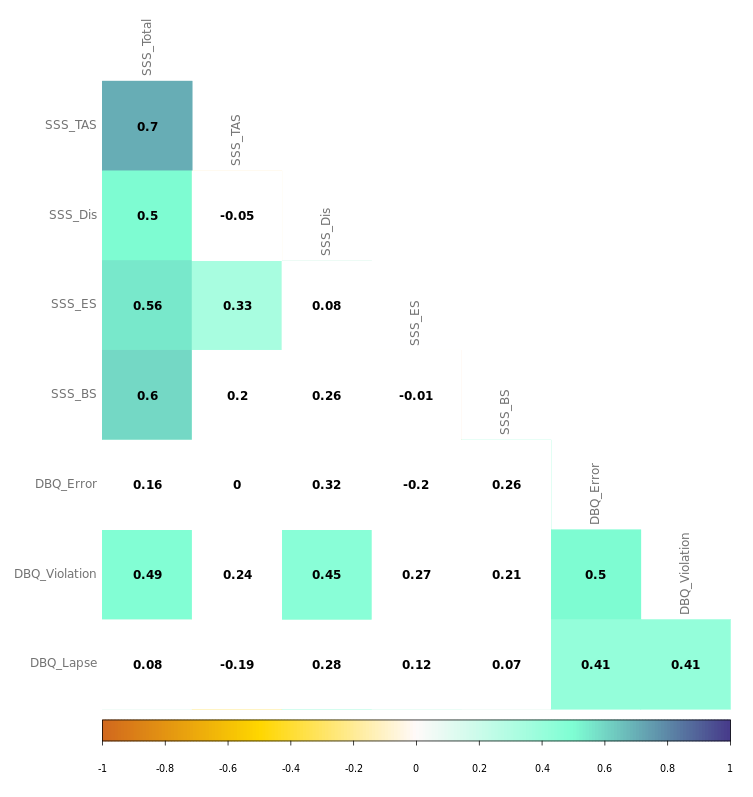 SSS_Total
SSS_TAS 0.7 SSS_TAS
SSS_Dis 0.5 -0.05 SSS_Dis
SSS_ES 0.56 0.33 0.08 SSS_ES
SSS_BS 0.6 0.2 0.26 -0.01 SSS_BS
DBQ_Error 0.16 0 0.32 -0.2 0.26 DBQ_Error
DBQ_Violation 0.49 0.24 0.45 0.27 0.21 0.5 DBQ_Violation
DBQ_Lapse 0.08 -0.19 0.28 0.12 0.07 0.41 0.41
-1 -0.8 -0.6 -0.4 -0.2 0 0.2 0.4 0.6 0.8 1